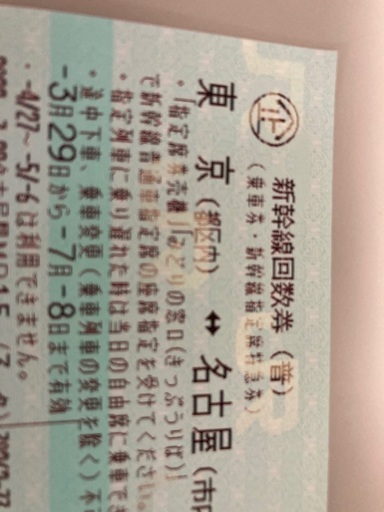 企
新幹線回数券（普）
（乗車券・新幹線指定席特急券）
東京（都区内）↔名古屋（市内
・「指定席券売機」「みどりの窓口（きっぷうりば）」
で新幹線普通車指定席の座席指定を受けてください。
・指定列車に乗り遅れた時は当日の自由席に乗車でき
-3月29日から-7月-8日まで有効
・途中下車、乗車変更（乗車列車の変更を除く）不
・-4/27～-5/-6は利用できません。